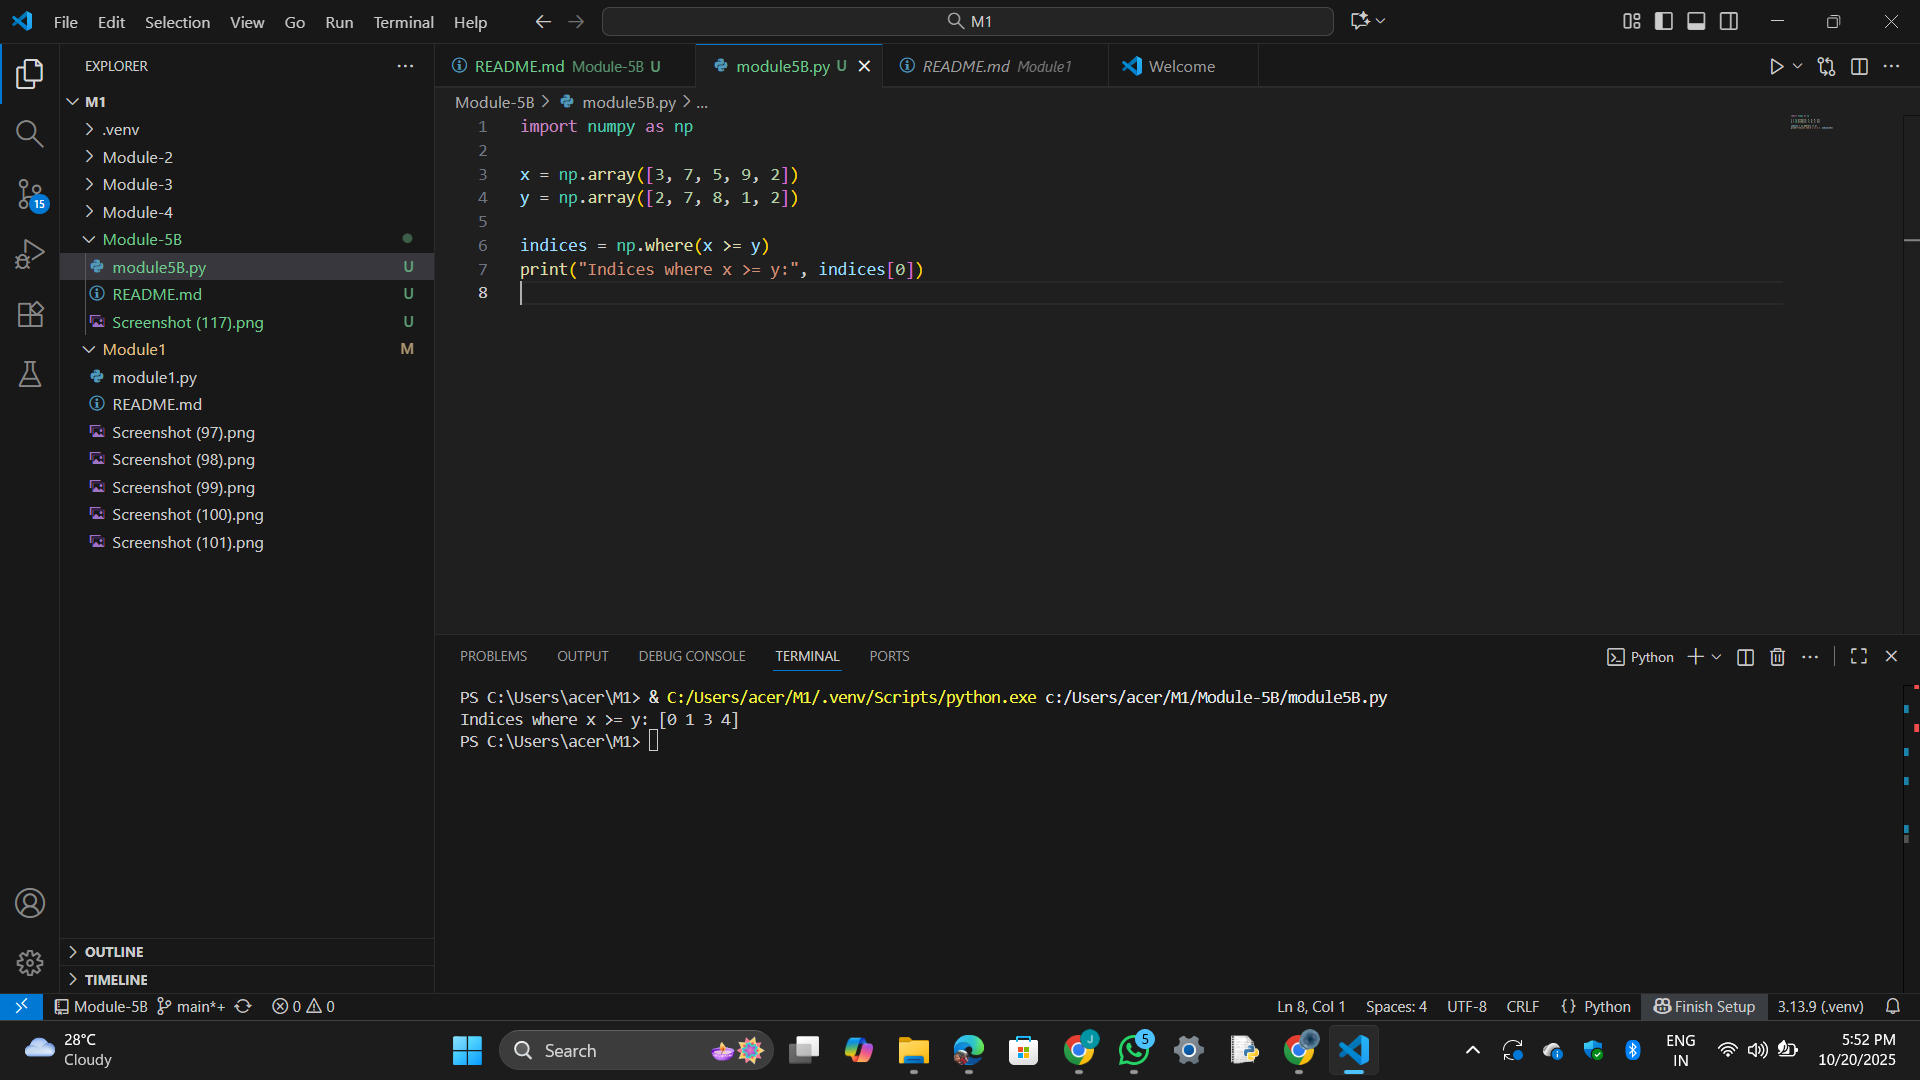 File Edit Selection View Go Run Terminal Help
M1
EXPLORER
M1
.venv
Module-2
Module-3
Module-4
Module-5B
module5B.py U
README.md U
Screenshot (117).png U
Module1 M
module1.py
README.md
Screenshot (97).png
Screenshot (98).png
Screenshot (99).png
Screenshot (100).png
Screenshot (101).png
OUTLINE
TIMELINE
15
README.md Module-5B U
module5B.py U
README.md Module1
Welcome
Module-5B > module5B.py > ...
1 import numpy as np
2
3 x = np.array([3, 7, 5, 9, 2])
4 y = np.array([2, 7, 8, 1, 2])
5
6 indices = np.where(x >= y)
7 print("Indices where x >= y:", indices[0])
8
PROBLEMS OUTPUT DEBUG CONSOLE TERMINAL PORTS
Python
PS C:\Users\acer\M1> & C:/Users/acer/M1/.venv/Scripts/python.exe c:/Users/acer/M1/Module-5B/module5B.py
Indices where x >= y: [0 1 3 4]
PS C:\Users\acer\M1>
Module-5B main*+ 0 0
Ln 8, Col 1 Spaces: 4 UTF-8 CRLF {} Python Finish Setup 3.13.9 (.venv)
28°C
Cloudy
Search
J
5
ENG
IN
5:52 PM
10/20/2025